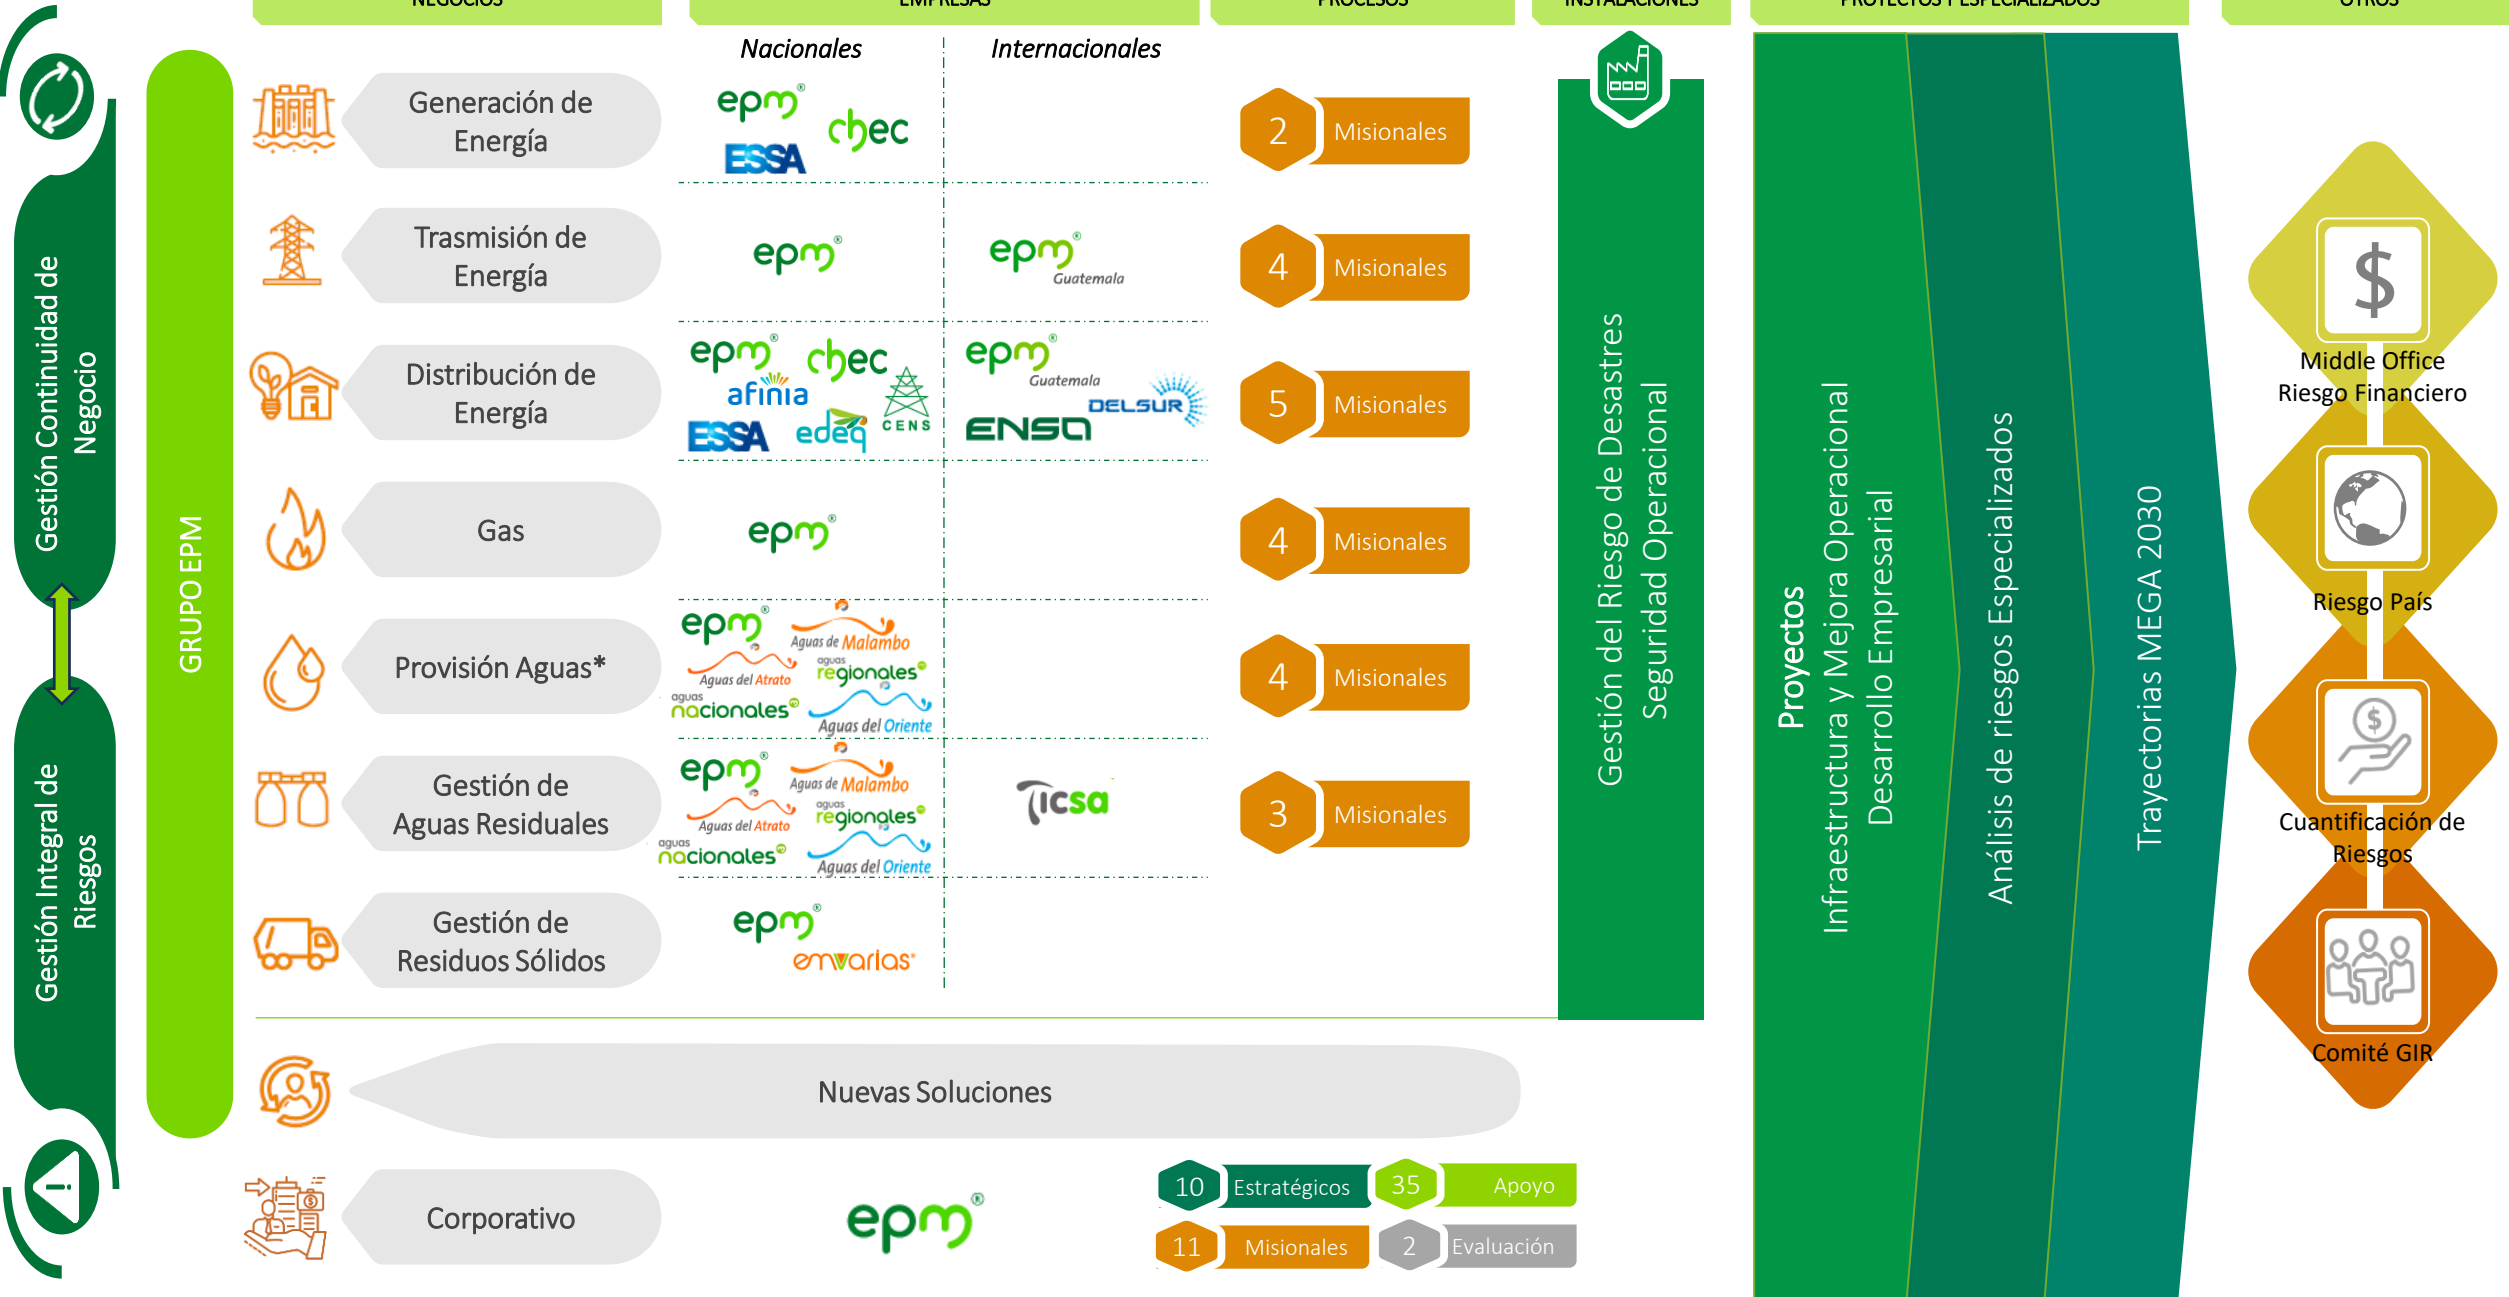 NEGOCIOS
EMPRESAS
PROCESOS
INSTALACIONES
PROYECTOS Y ESPECIALIZADOS
OTROS
Gestión Continuidad de
Negocio
Gestión Integral de
Riesgos
GRUPO EPM
Nacionales
Internacionales
Generación de
Energía
epm®
chec
ESSA
2
Misionales
Trasmisión de
Energía
epm®
epm®
Guatemala
4
Misionales
Distribución de
Energía
epm®
chec
afinia
CENS
ESSA
edeq
epm®
Guatemala
DELSUR
ENSA
5
Misionales
Gas
epm®
4
Misionales
Provisión Aguas*
epm®
Aguas de Malambo
Aguas del Atrato
aguas
regionales
aguas
nacionales
Aguas del Oriente
4
Misionales
Gestión de
Aguas Residuales
epm®
Aguas de Malambo
Aguas del Atrato
aguas
regionales
aguas
nacionales
Aguas del Oriente
Ticsa
3
Misionales
Gestión de
Residuos Sólidos
epm®
emvarias
Nuevas Soluciones
Corporativo
epm®
10
Estratégicos
35
Apoyo
11
Misionales
2
Evaluación
Gestión del Riesgo de Desastres
Seguridad Operacional
Proyectos
Infraestructura y Mejora Operacional
Desarrollo Empresarial
Análisis de riesgos Especializados
Trayectorias MEGA 2030
$
Middle Office
Riesgo Financiero
Riesgo País
$
Cuantificación de
Riesgos
Comité GIR